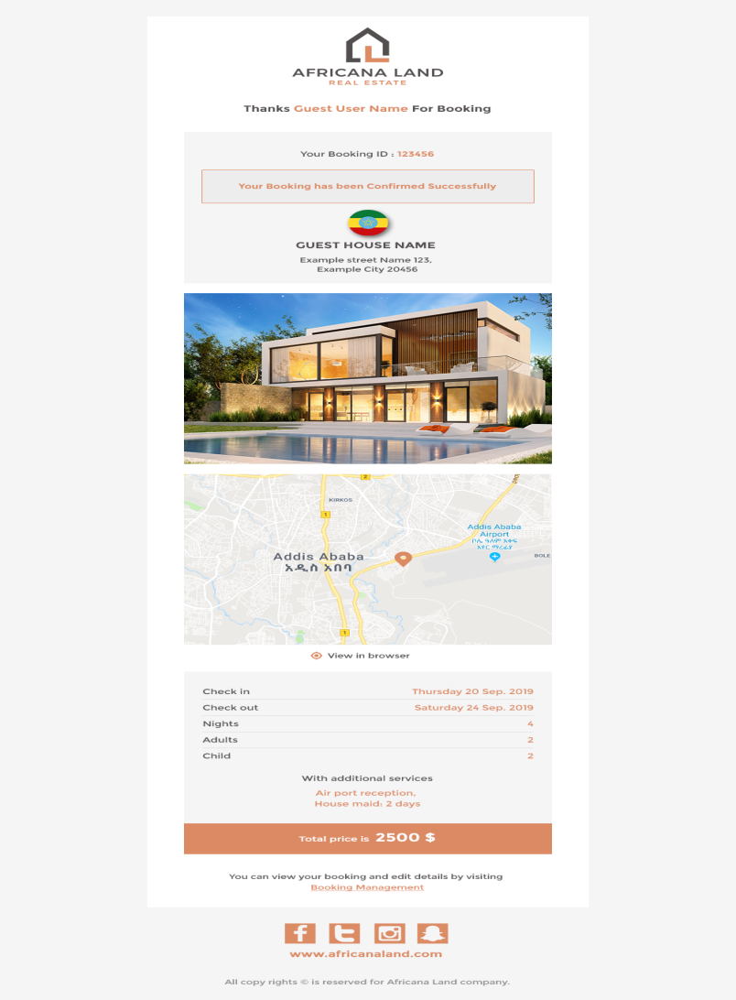 AFRICANA LAND
REAL ESTATE
Thanks Guest User Name For Booking
Your Booking ID : 123456
Your Booking has been Confirmed Successfully
GUEST HOUSE NAME
Example street Name 123,
Example City 20456
2
KIRKOS
1
Addis Ababa
Airport
ቦሌ ዓለም አቀፍ
አየር ማረፊያ
BOLE
Addis Ababa
አዲስ አበባ
1
View in browser
Check in Thursday 20 Sep. 2019
Check out Saturday 24 Sep. 2019
Nights 4
Adults 2
Child 2
With additional services
Air port reception,
House maid: 2 days
Total price is 2500 $
You can view your booking and edit details by visiting
Booking Management
www.africanaland.com
All copy rights © is reserved for Africana Land company.